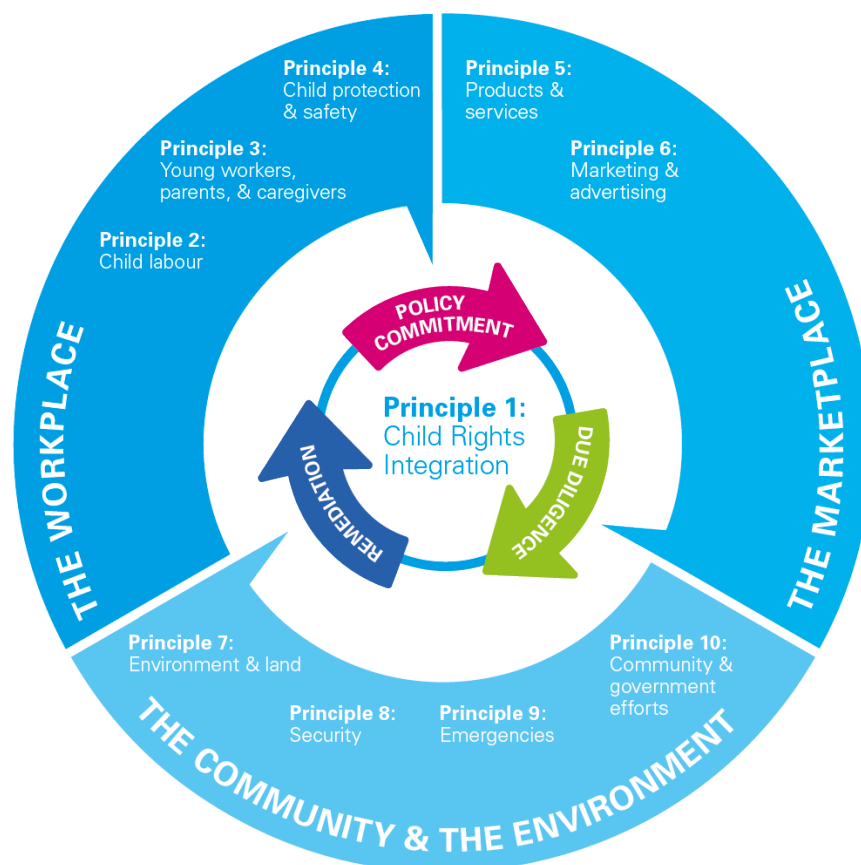 Principle 4:
Child protection
& safety
Principle 3:
Young workers,
parents, & caregivers
Principle 2:
Child labour
THE WORKPLACE
Principle 5:
Products &
services
Principle 6:
Marketing &
advertising
THE MARKETPLACE
POLICY
COMMITMENT
DUE DILIGENCE
REMEDIATION
Principle 1:
Child Rights
Integration
Principle 7:
Environment & land
Principle 8:
Security
Principle 9:
Emergencies
Principle 10:
Community &
government
efforts
THE COMMUNITY & THE ENVIRONMENT